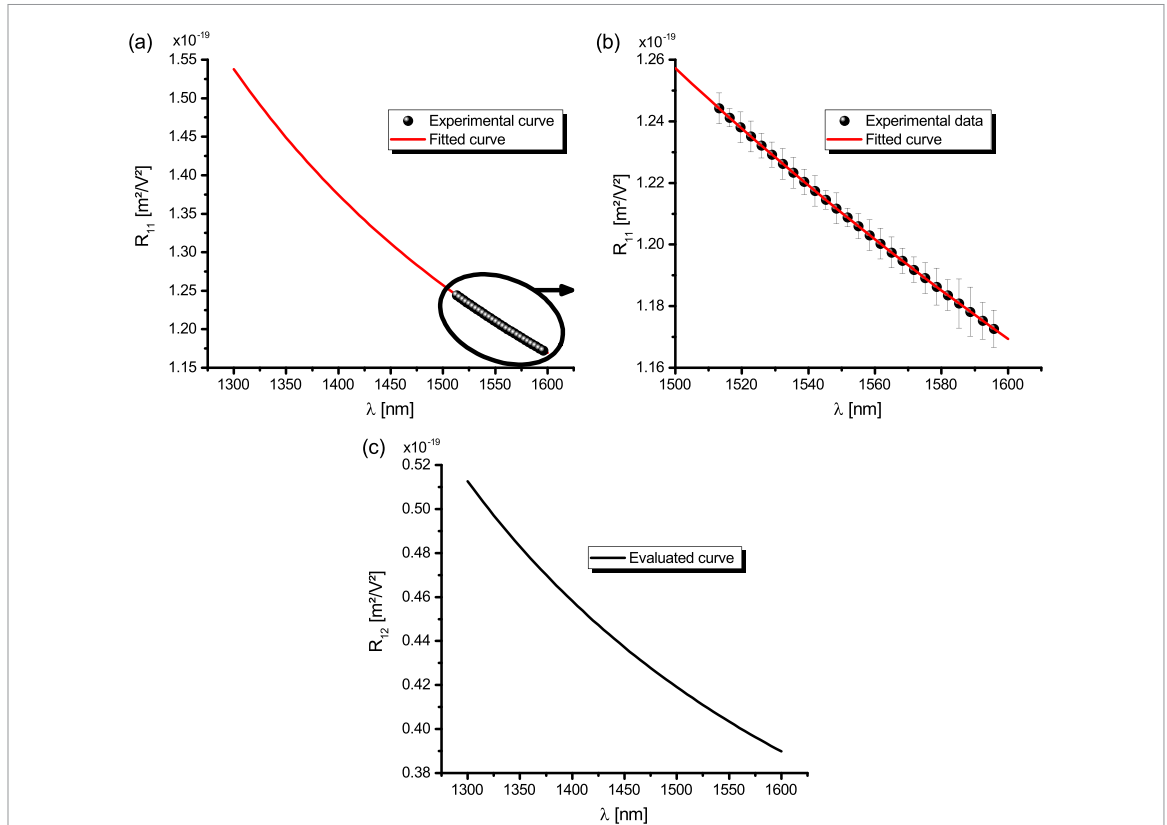 (a)
x10⁻¹⁹
1.55
1.50
1.45
1.40
1.35
1.30
1.25
1.20
1.15
R₁₁ [m²/V²]
Experimental curve
Fitted curve
1300 1350 1400 1450 1500 1550 1600
λ [nm]
(b)
x10⁻¹⁹
1.26
1.24
1.22
1.20
1.18
1.16
R₁₁ [m²/V²]
Experimental data
Fitted curve
1500 1520 1540 1560 1580 1600
λ [nm]
(c)
x10⁻¹⁹
0.52
0.50
0.48
0.46
0.44
0.42
0.40
0.38
R₁₂ [m²/V²]
Evaluated curve
1300 1350 1400 1450 1500 1550 1600
λ [nm]